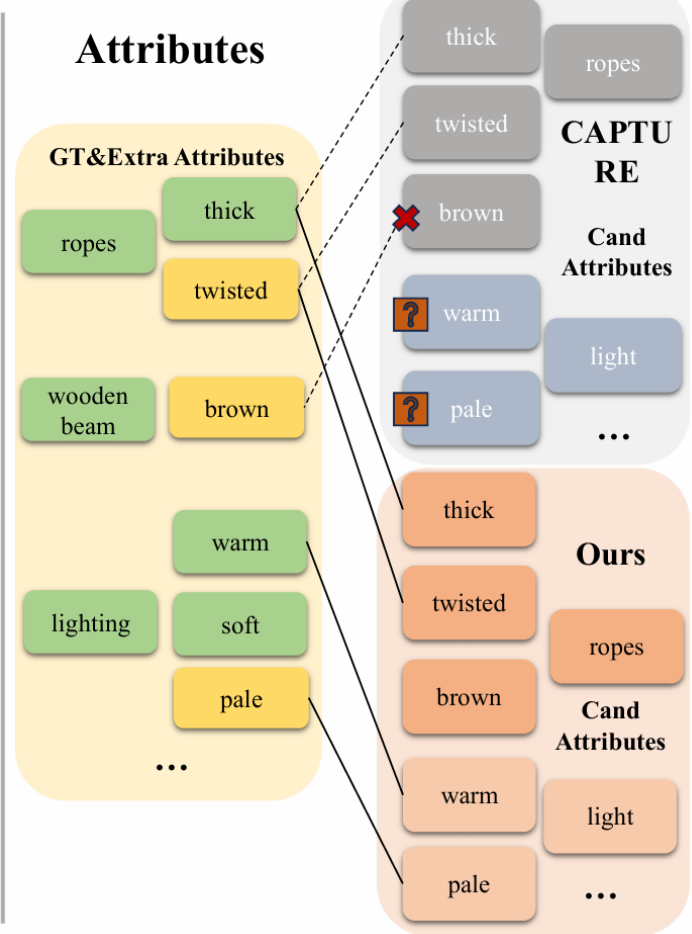 Attributes
GT&Extra Attributes
ropes
thick
twisted
wooden
beam
brown
lighting
warm
soft
pale
...
thick
ropes
twisted
CAPTU
RE
brown
Cand
Attributes
?
warm
light
?
pale
...
thick
Ours
twisted
ropes
brown
Cand
Attributes
warm
light
pale
...